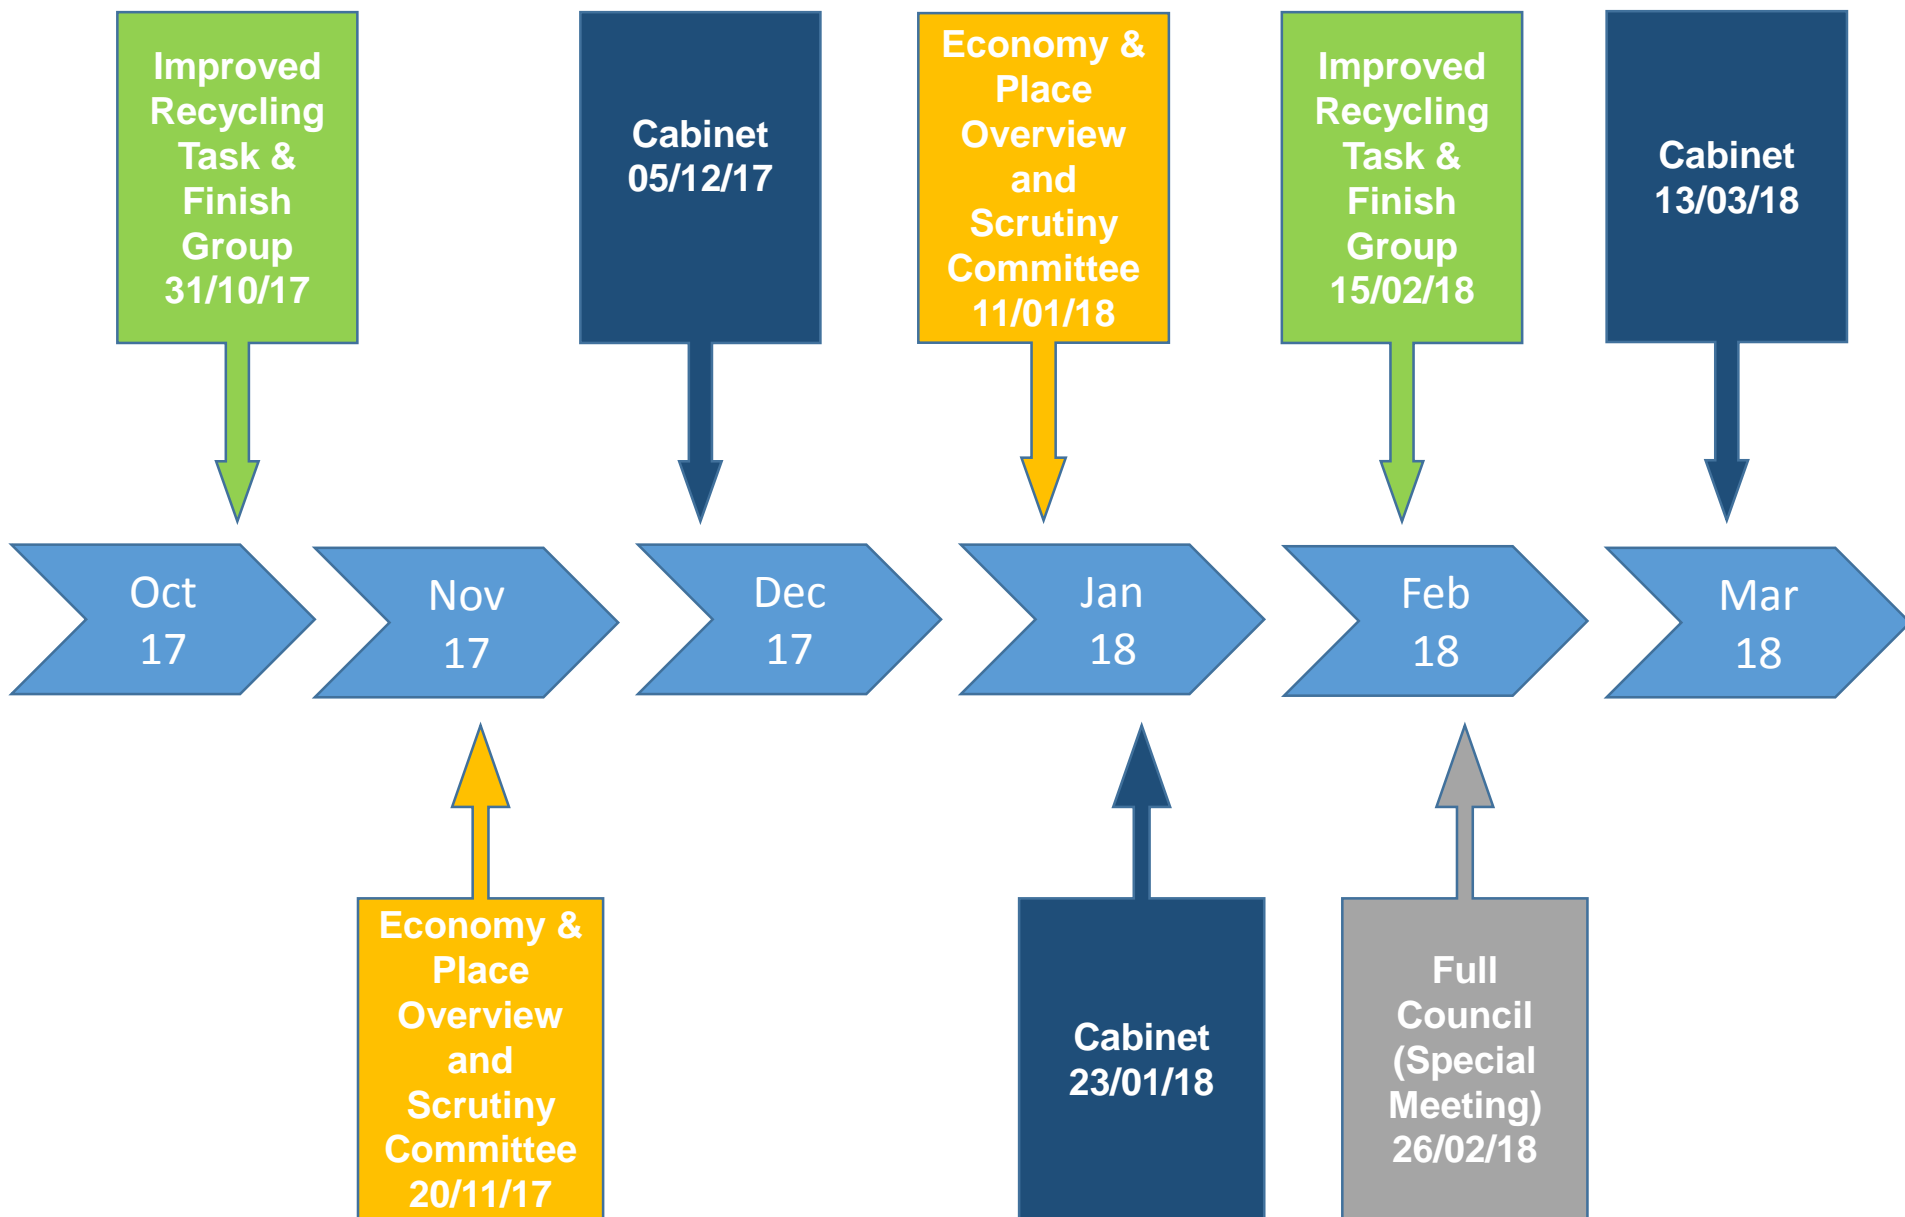 Improved
Recycling
Task &
Finish
Group
31/10/17
Cabinet
05/12/17
Economy &
Place
Overview
and
Scrutiny
Committee
11/01/18
Improved
Recycling
Task &
Finish
Group
15/02/18
Cabinet
13/03/18
Oct
17
Nov
17
Dec
17
Jan
18
Feb
18
Mar
18
Economy &
Place
Overview
and
Scrutiny
Committee
20/11/17
Cabinet
23/01/18
Full
Council
(Special
Meeting)
26/02/18